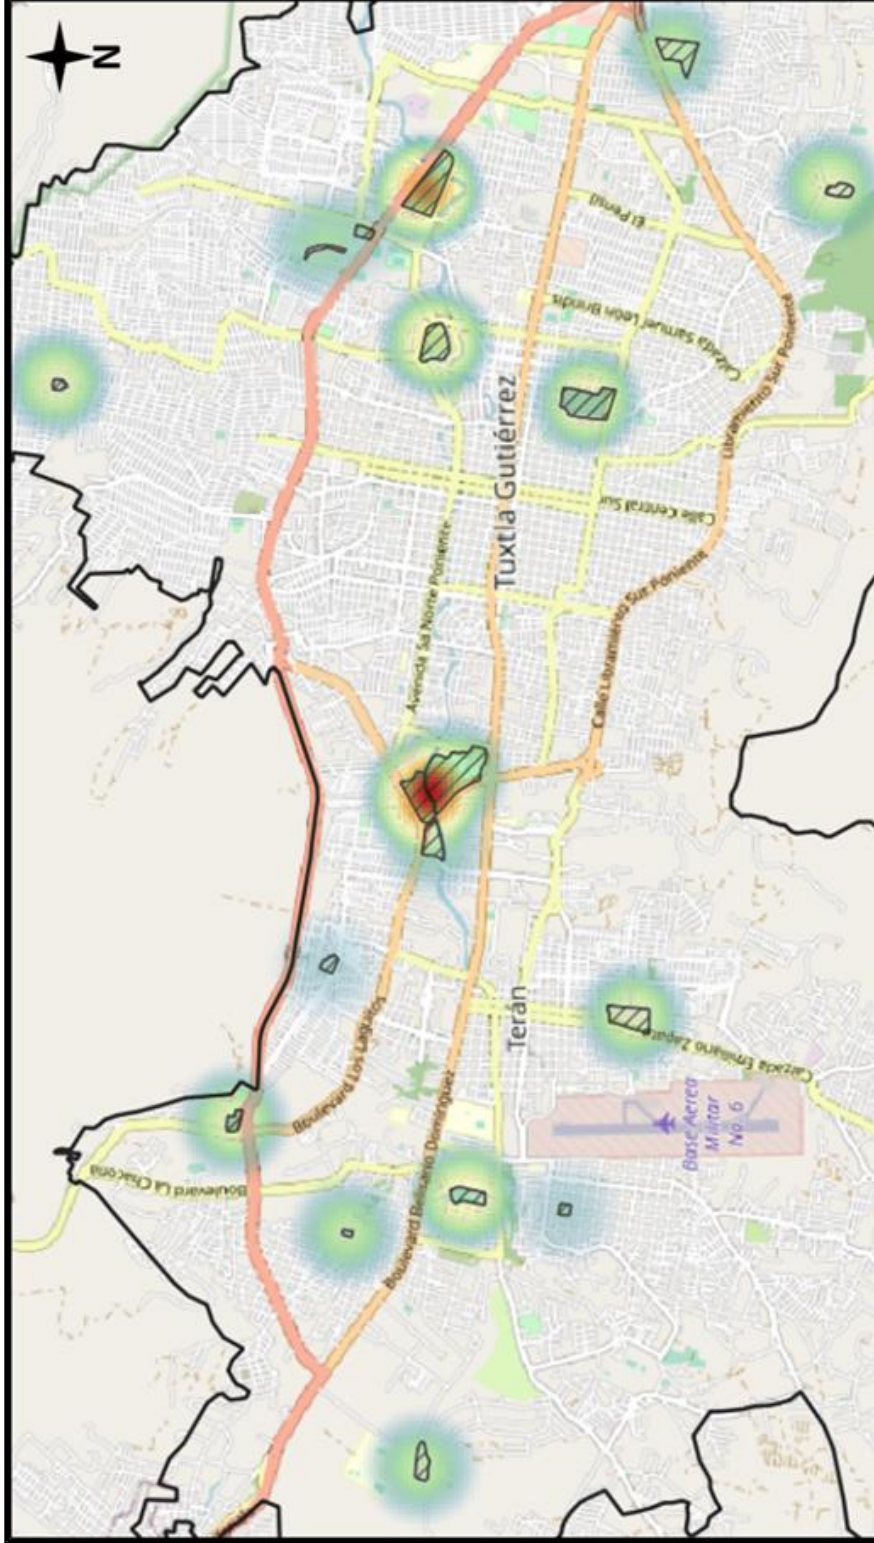 N
Boulevard La Chacona
Boulevard Los Laguitos
Boulevard Belisario Domínguez
Terán
Base Aerea
Militar
No. 6
Calzada Emiliano Zapata
Avenida 5a Norte Poniente
Tuxtla Gutiérrez
Calle Libramiento Sur Poniente
Calle Central Sur
Libramiento Sur Poniente
Calzada Samuel León Brindis
El Pensil